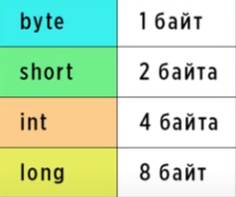 byte 1 байт
short 2 байта
int 4 байта
long 8 байт